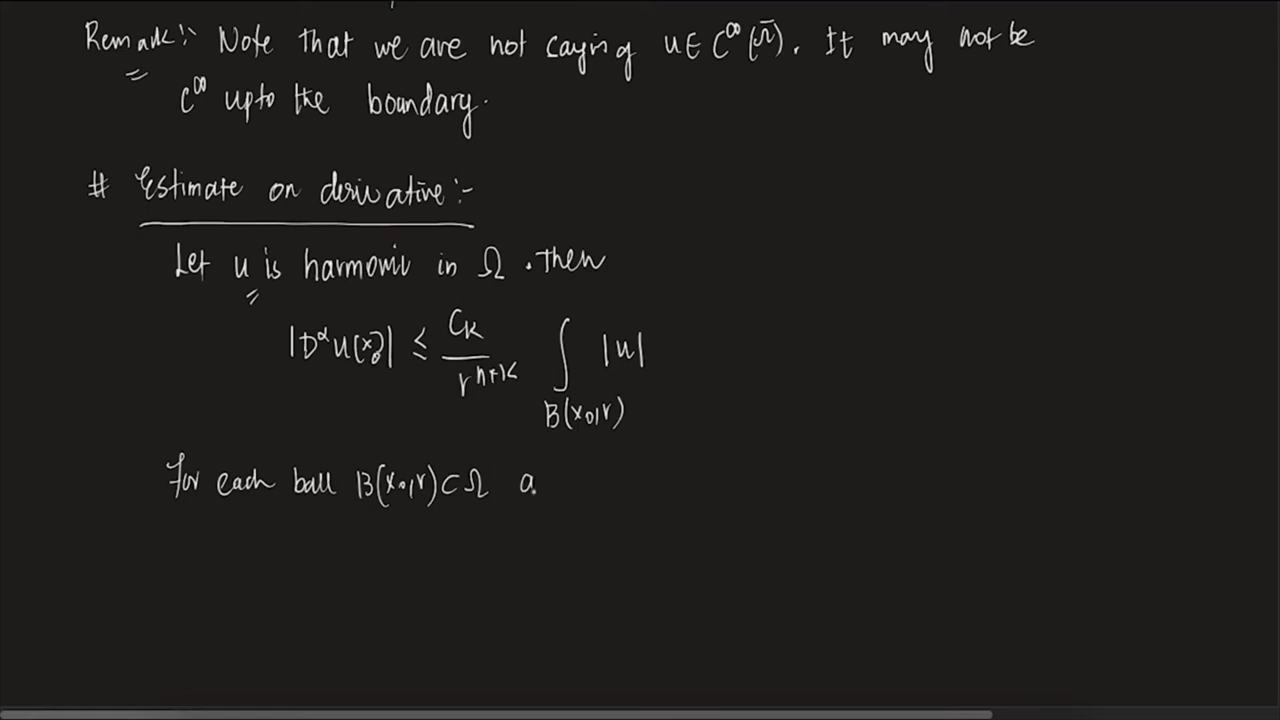 Remark:- Note that we are not saying u ∈ C^∞(Ω̄). It may not be
C^∞ upto the boundary.
# Estimate on derivative:-
Let u is harmonic in Ω. then
|D^α u(x_0)| ≤ C_k / r^{n+k} ∫_{B(x_0,r)} |u|
for each ball B(x_0,r) ⊂ Ω a